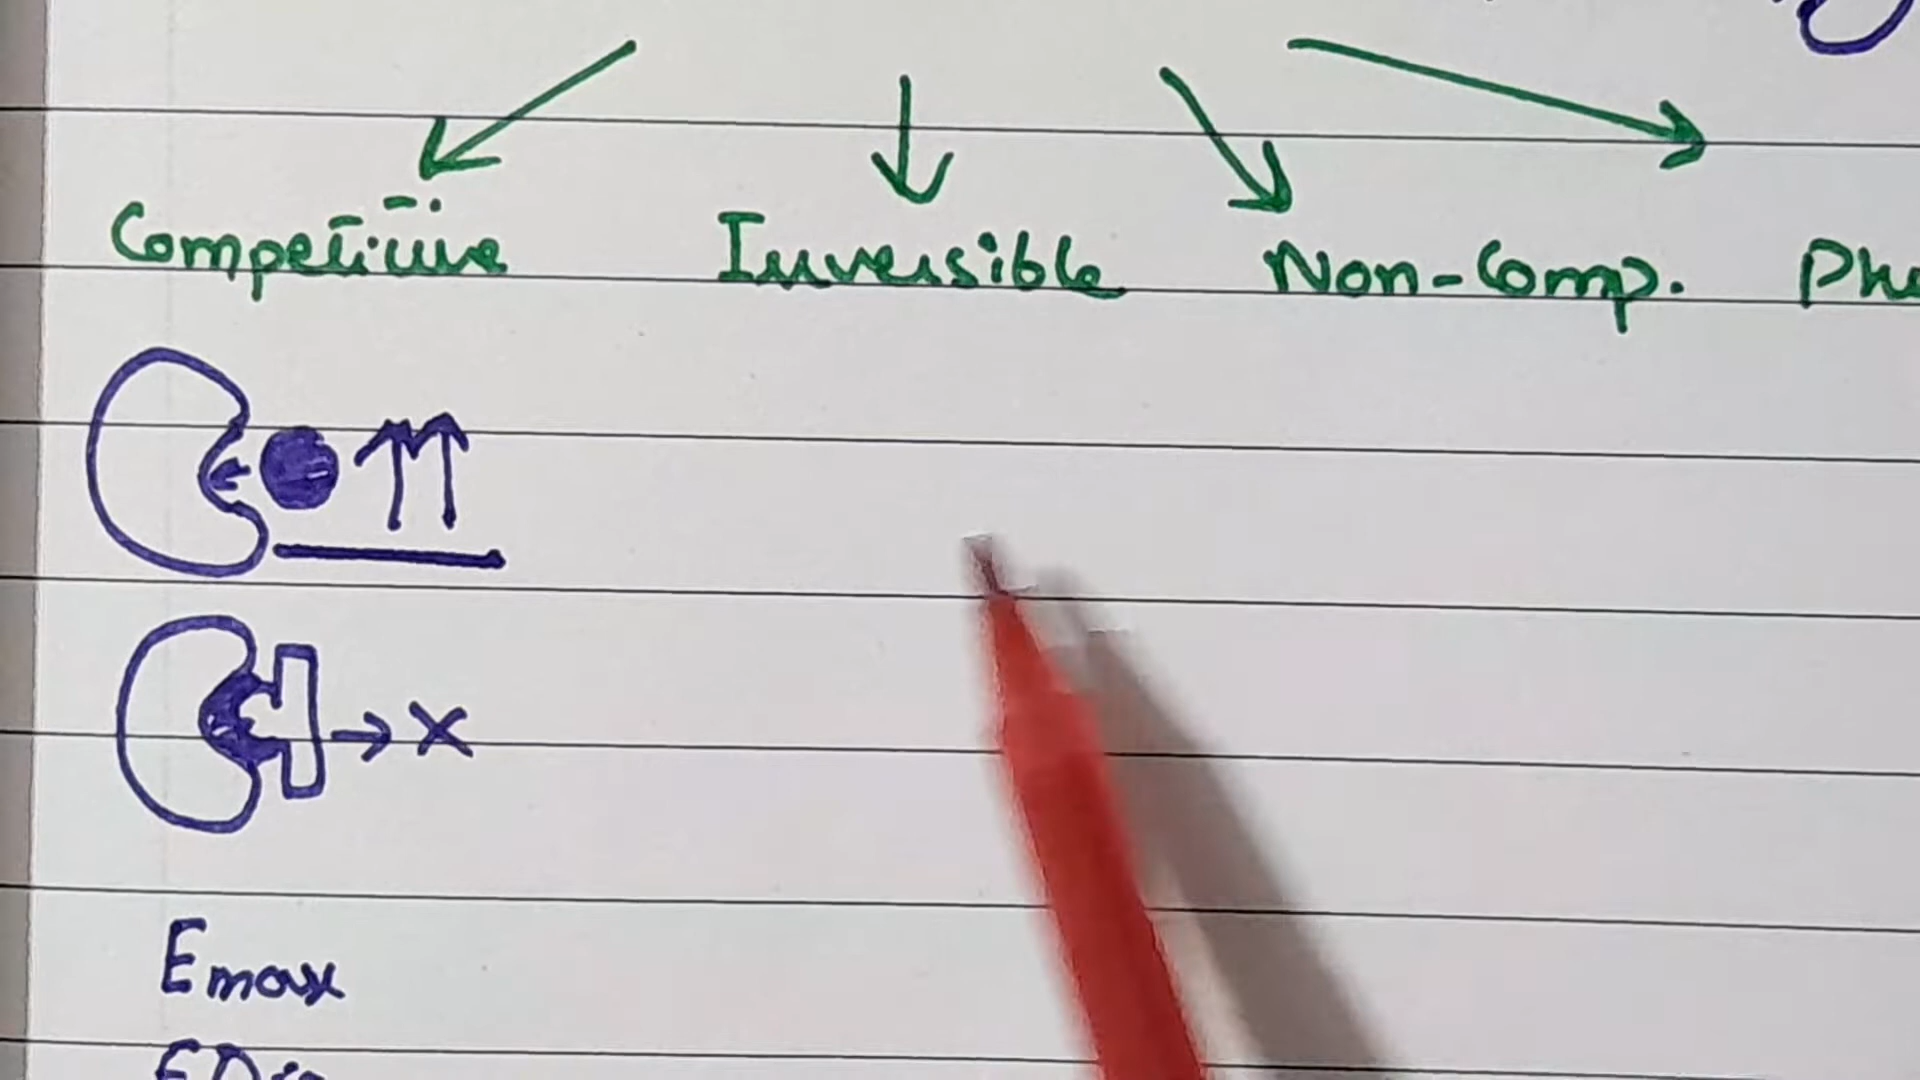 Competitive Irreversible Non-Comp.
↑↑
→ x
Emax